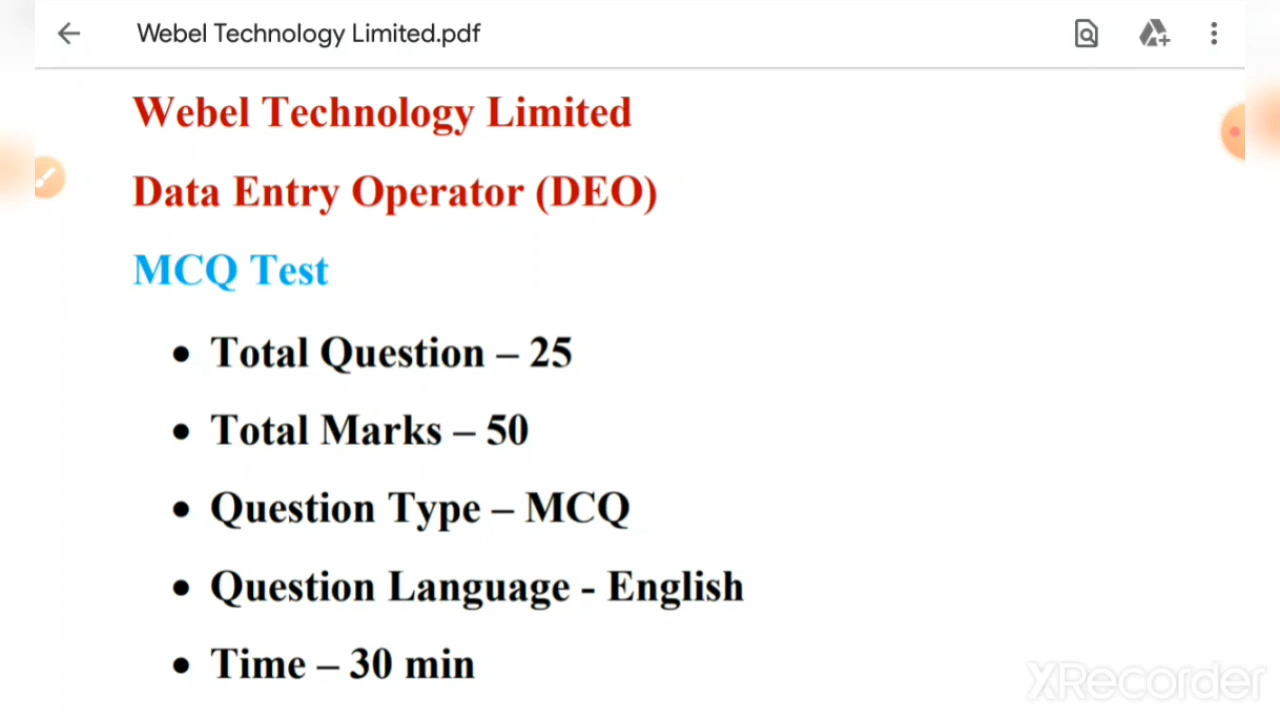 Webel Technology Limited.pdf
Webel Technology Limited
Data Entry Operator (DEO)
MCQ Test
• Total Question – 25
• Total Marks – 50
• Question Type – MCQ
• Question Language - English
• Time – 30 min
XRecorder